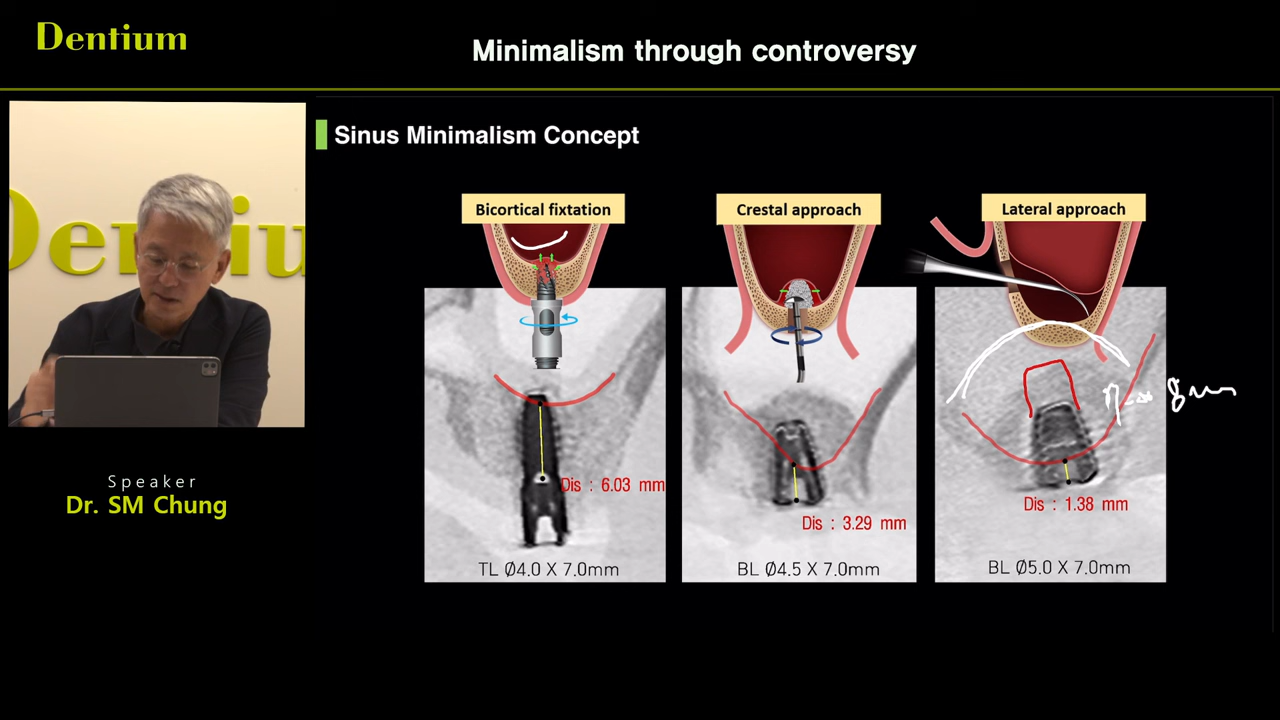 Dentium
Minimalism through controversy
Sinus Minimalism Concept
Bicortical fixtation
Crestal approach
Lateral approach
Dentiu
Dis : 6.03 mm
Dis : 3.29 mm
Dis : 1.38 mm
TL Ø4.0 X 7.0mm
BL Ø4.5 X 7.0mm
BL Ø5.0 X 7.0mm
Speaker
Dr. SM Chung